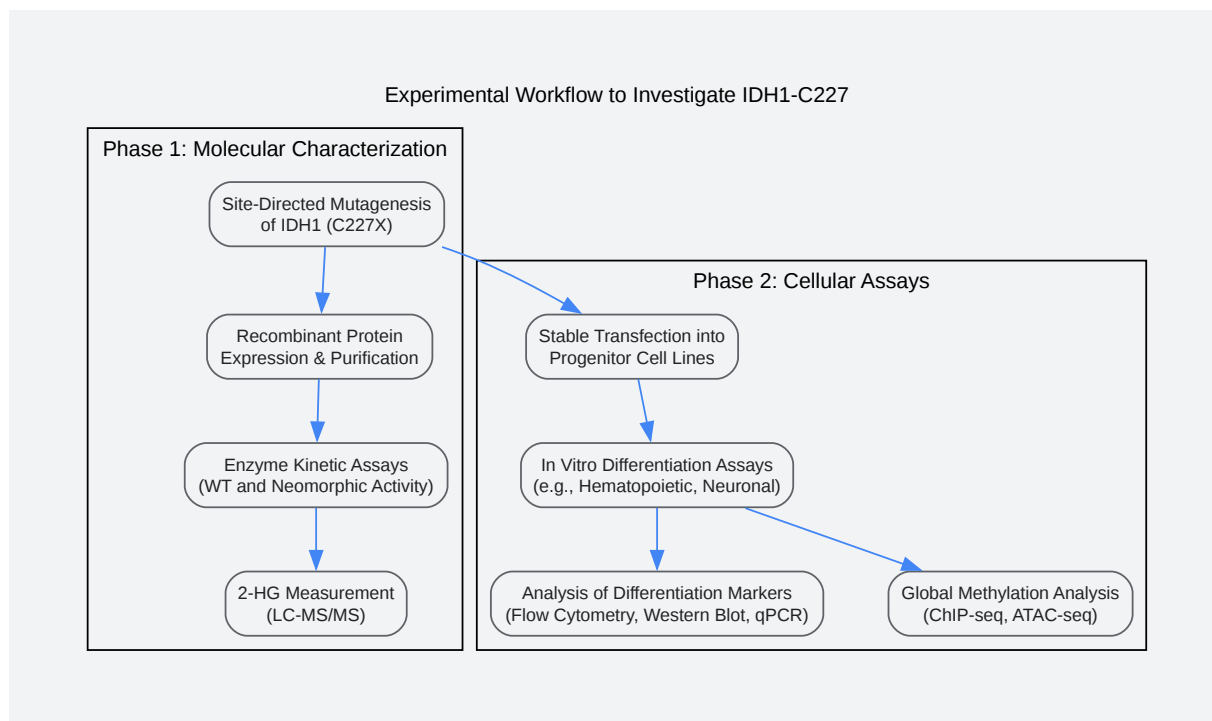 Experimental Workflow to Investigate IDH1-C227
Phase 1: Molecular Characterization
Site-Directed Mutagenesis
of IDH1 (C227X)
Recombinant Protein
Expression & Purification
Enzyme Kinetic Assays
(WT and Neomorphic Activity)
2-HG Measurement
(LC-MS/MS)
Phase 2: Cellular Assays
Stable Transfection into
Progenitor Cell Lines
In Vitro Differentiation Assays
(e.g., Hematopoietic, Neuronal)
Analysis of Differentiation Markers
(Flow Cytometry, Western Blot, qPCR)
Global Methylation Analysis
(ChIP-seq, ATAC-seq)